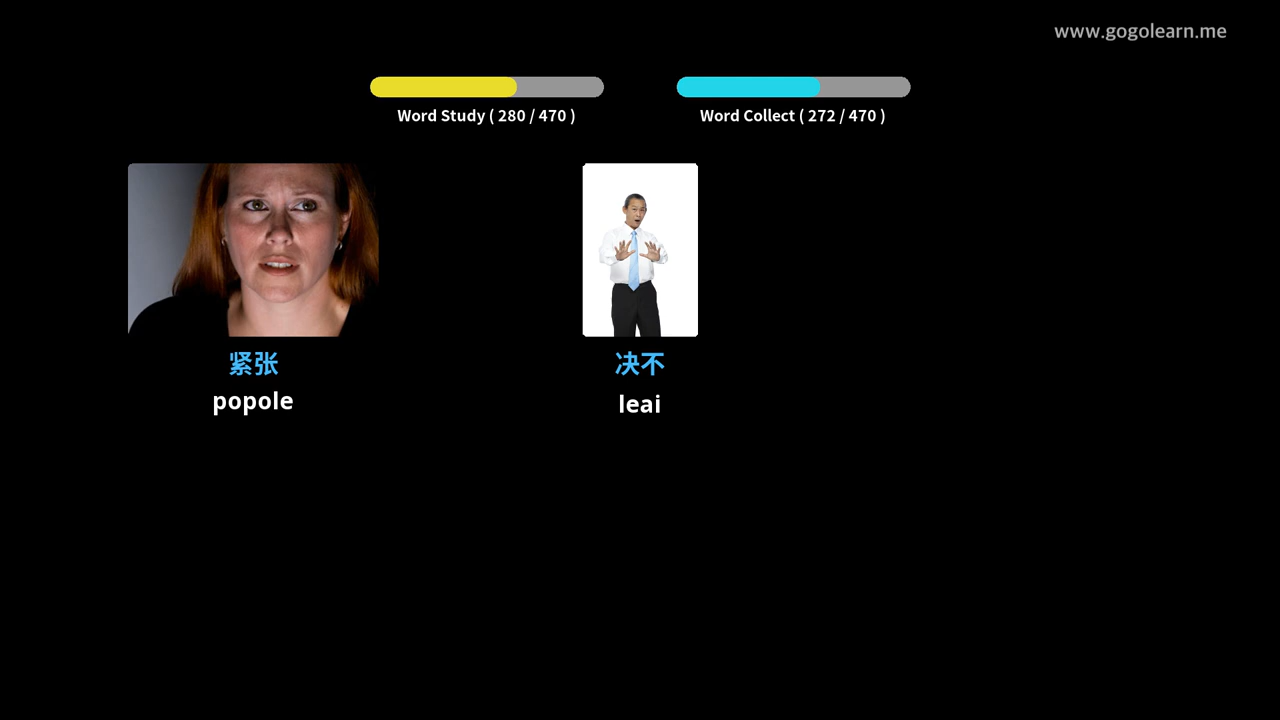 www.gogolearn.me
Word Study ( 280 / 470 )
Word Collect ( 272 / 470 )
紧张
决不
popole
leai